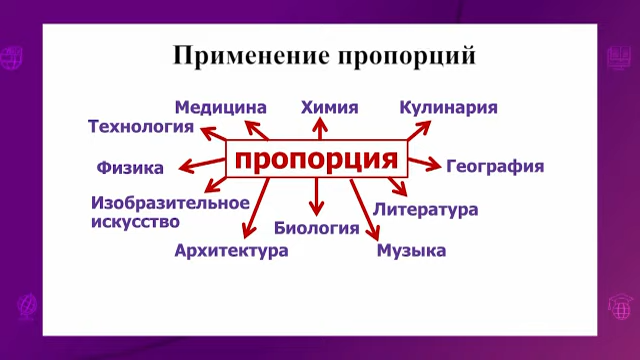 Применение пропорций
Медицина
Химия
Кулинария
Технология
пропорция
Физика
География
Изобразительное
искусство
Литература
Биология
Архитектура
Музыка